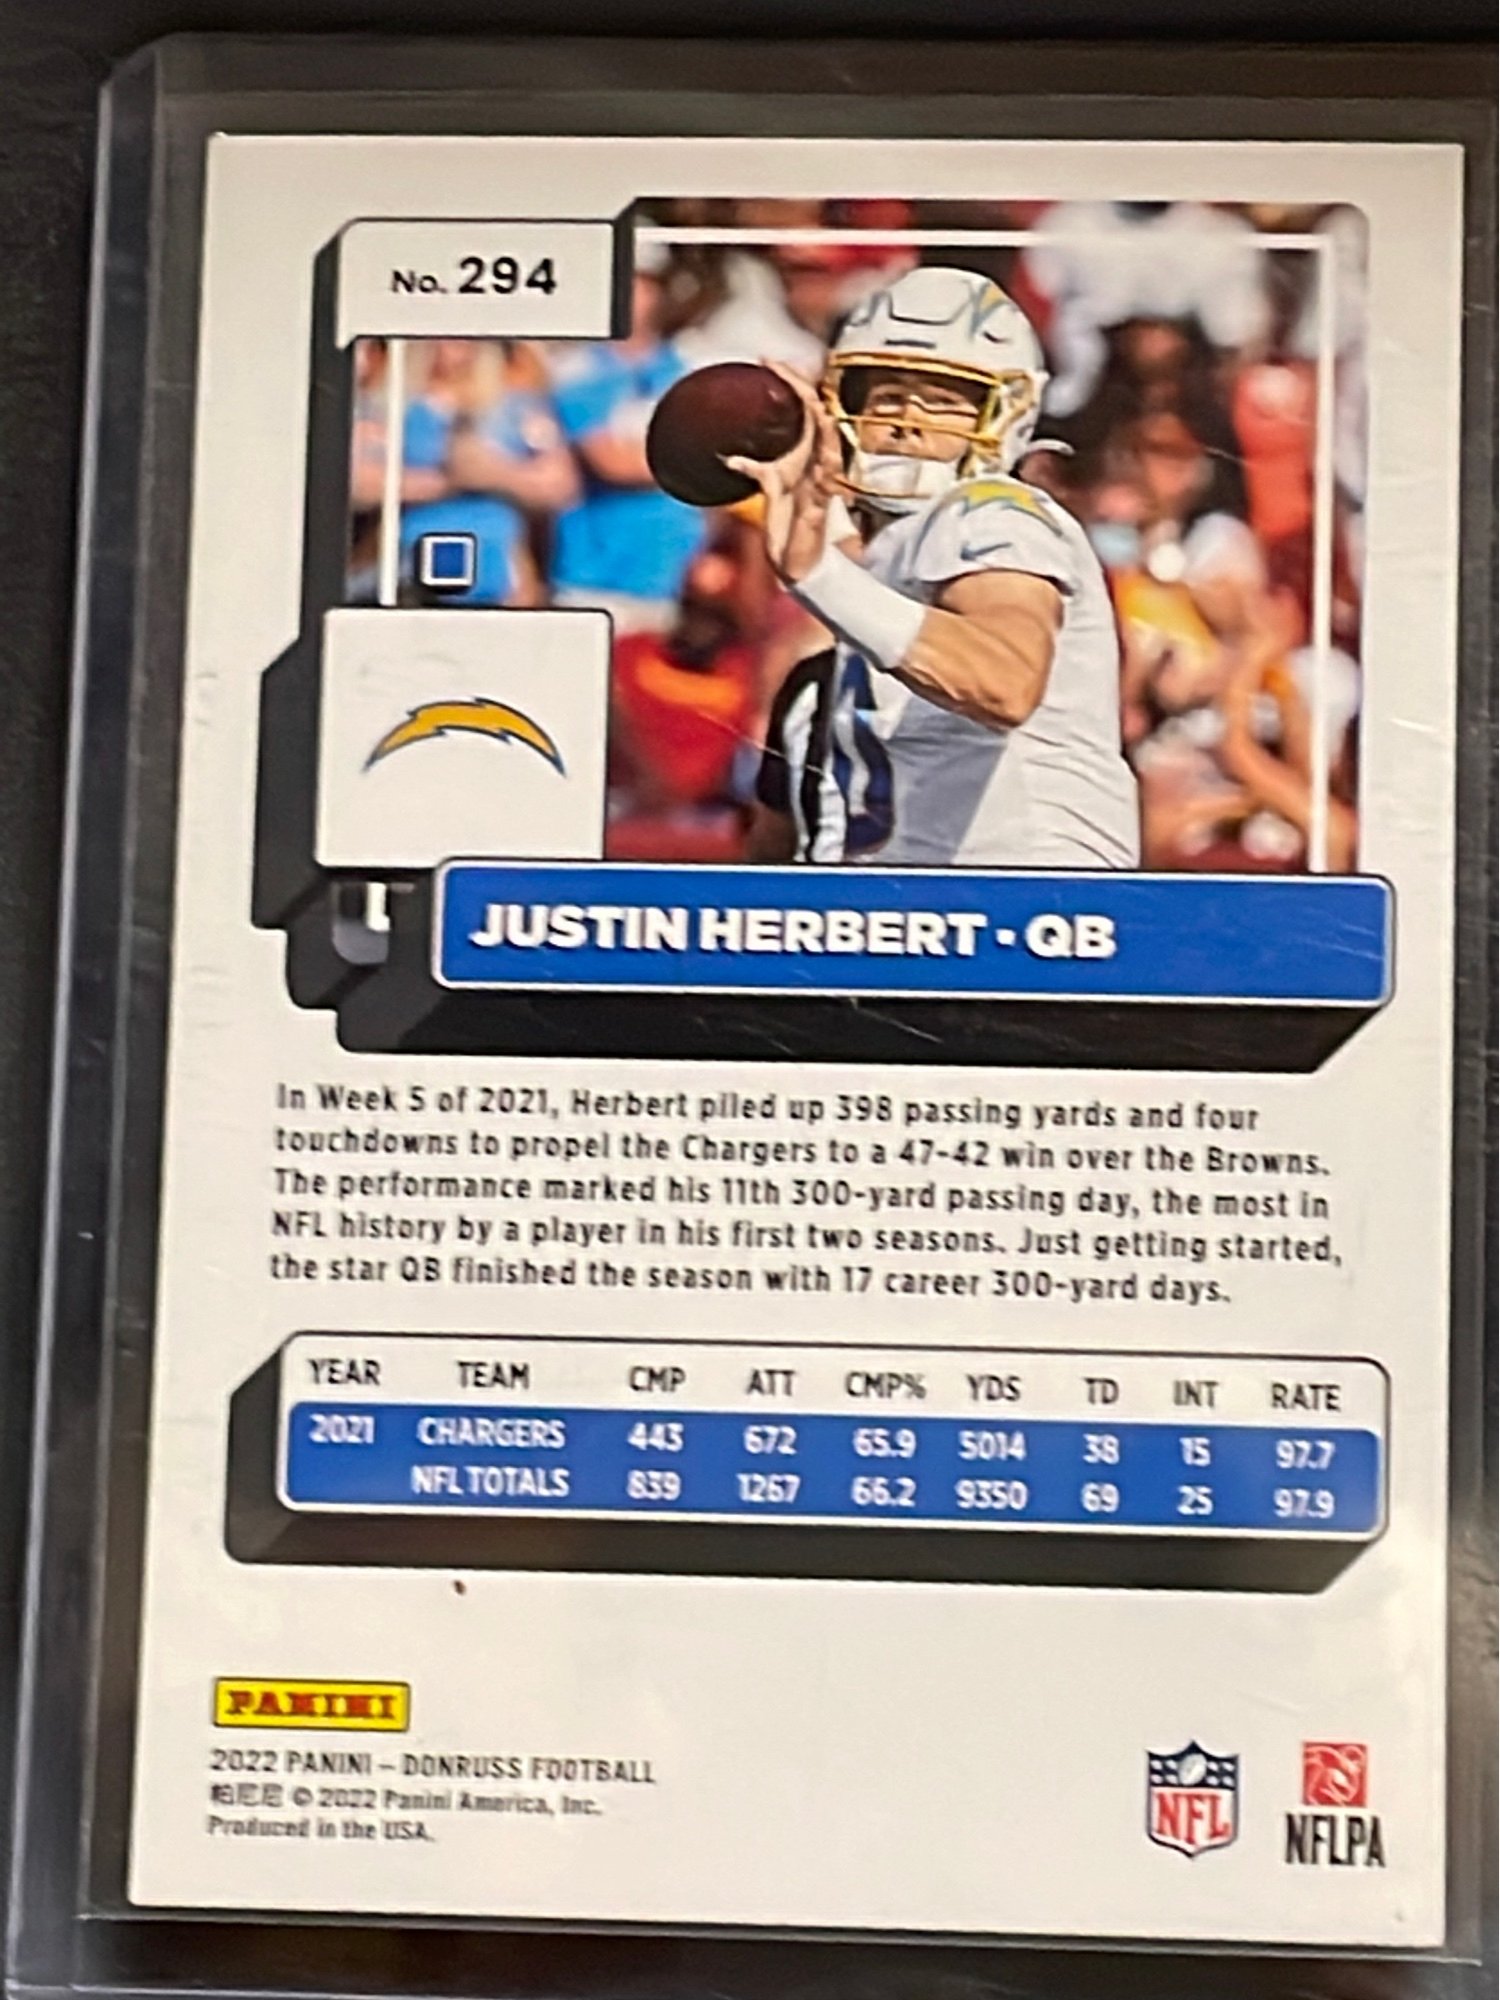 No. 294
JUSTIN HERBERT • QB
In Week 5 of 2021, Herbert piled up 398 passing yards and four
touchdowns to propel the Chargers to a 47-42 win over the Browns.
The performance marked his 11th 300-yard passing day, the most in
NFL history by a player in his first two seasons. Just getting started,
the star QB finished the season with 17 career 300-yard days.
YEAR TEAM CMP ATT CMP% YDS TD INT RATE
2021 CHARGERS 443 672 65.9 5014 38 15 97.7
NFL TOTALS 839 1267 66.2 9350 69 25 97.9
PANINI
2022 PANINI – DONRUSS FOOTBALL
帕尼尼 © 2022 Panini America, Inc.
Produced in the USA.
NFL
NFLPA